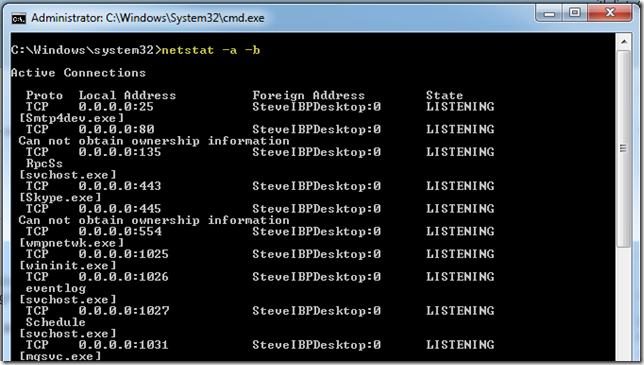 Administrator: C:\Windows\System32\cmd.exe
C:\Windows\system32>netstat -a -b
Active Connections
Proto  Local Address          Foreign Address        State
TCP    0.0.0.0:25             SteveIBPDesktop:0      LISTENING
[Smtp4dev.exe]
TCP    0.0.0.0:80             SteveIBPDesktop:0      LISTENING
Can not obtain ownership information
TCP    0.0.0.0:135            SteveIBPDesktop:0      LISTENING
RpcSs
[svchost.exe]
TCP    0.0.0.0:443            SteveIBPDesktop:0      LISTENING
[Skype.exe]
TCP    0.0.0.0:445            SteveIBPDesktop:0      LISTENING
Can not obtain ownership information
TCP    0.0.0.0:554            SteveIBPDesktop:0      LISTENING
[wmpnetwk.exe]
TCP    0.0.0.0:1025           SteveIBPDesktop:0      LISTENING
[wininit.exe]
TCP    0.0.0.0:1026           SteveIBPDesktop:0      LISTENING
eventlog
[svchost.exe]
TCP    0.0.0.0:1027           SteveIBPDesktop:0      LISTENING
Schedule
[svchost.exe]
TCP    0.0.0.0:1031           SteveIBPDesktop:0      LISTENING
[mqsvc.exe]